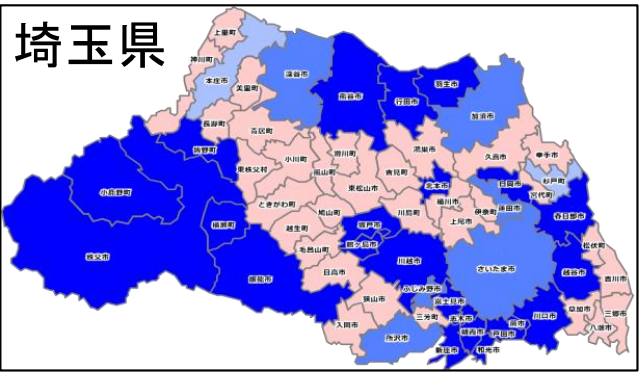 埼玉県
上里町
神川町
本庄市
深谷市
美里町
熊谷市
行田市
羽生市
加須市
長瀞町
寄居町
皆野町
小川町
滑川町
嵐山町
吉見町
鴻巣市
久喜市
幸手市
杉戸町
宮代町
白岡市
蓮田市
東秩父村
東松山市
北本市
桶川市
伊奈町
上尾市
川島町
春日部市
小鹿野町
ときがわ町
鳩山町
坂戸市
鶴ヶ島市
越生町
毛呂山町
横瀬町
秩父市
飯能市
日高市
川越市
さいたま市
松伏町
越谷市
吉川市
狭山市
ふじみ野市
富士見市
入間市
三芳町
志木市
川口市
草加市
三郷市
八潮市
蕨市
戸田市
朝霞市
所沢市
新座市
和光市